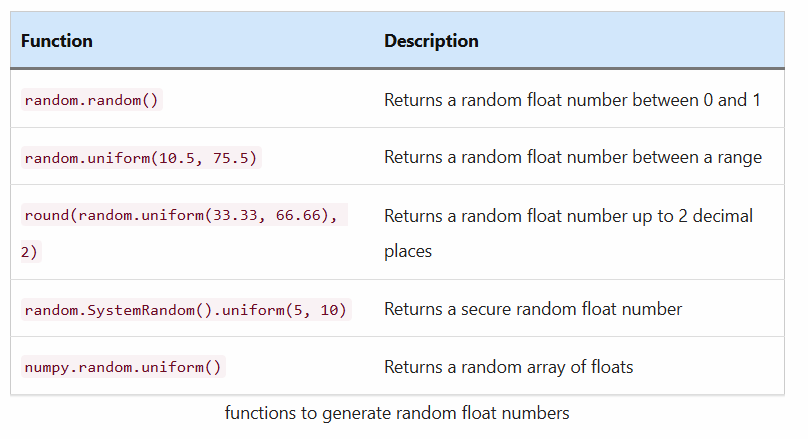 Function Description
random.random() Returns a random float number between 0 and 1
random.uniform(10.5, 75.5) Returns a random float number between a range
round(random.uniform(33.33, 66.66), Returns a random float number up to 2 decimal
2) places
random.SystemRandom().uniform(5, 10) Returns a secure random float number
numpy.random.uniform() Returns a random array of floats
functions to generate random float numbers